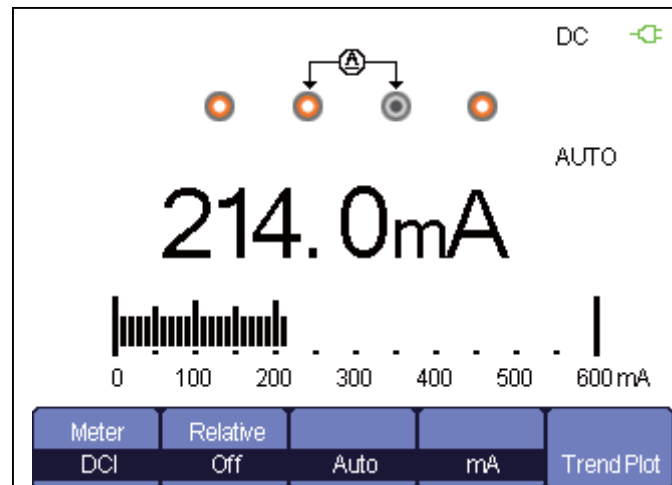 DC
A
AUTO
214.0mA
0 100 200 300 400 500 600 mA
Meter Relative
DCI Off Auto mA Trend Plot